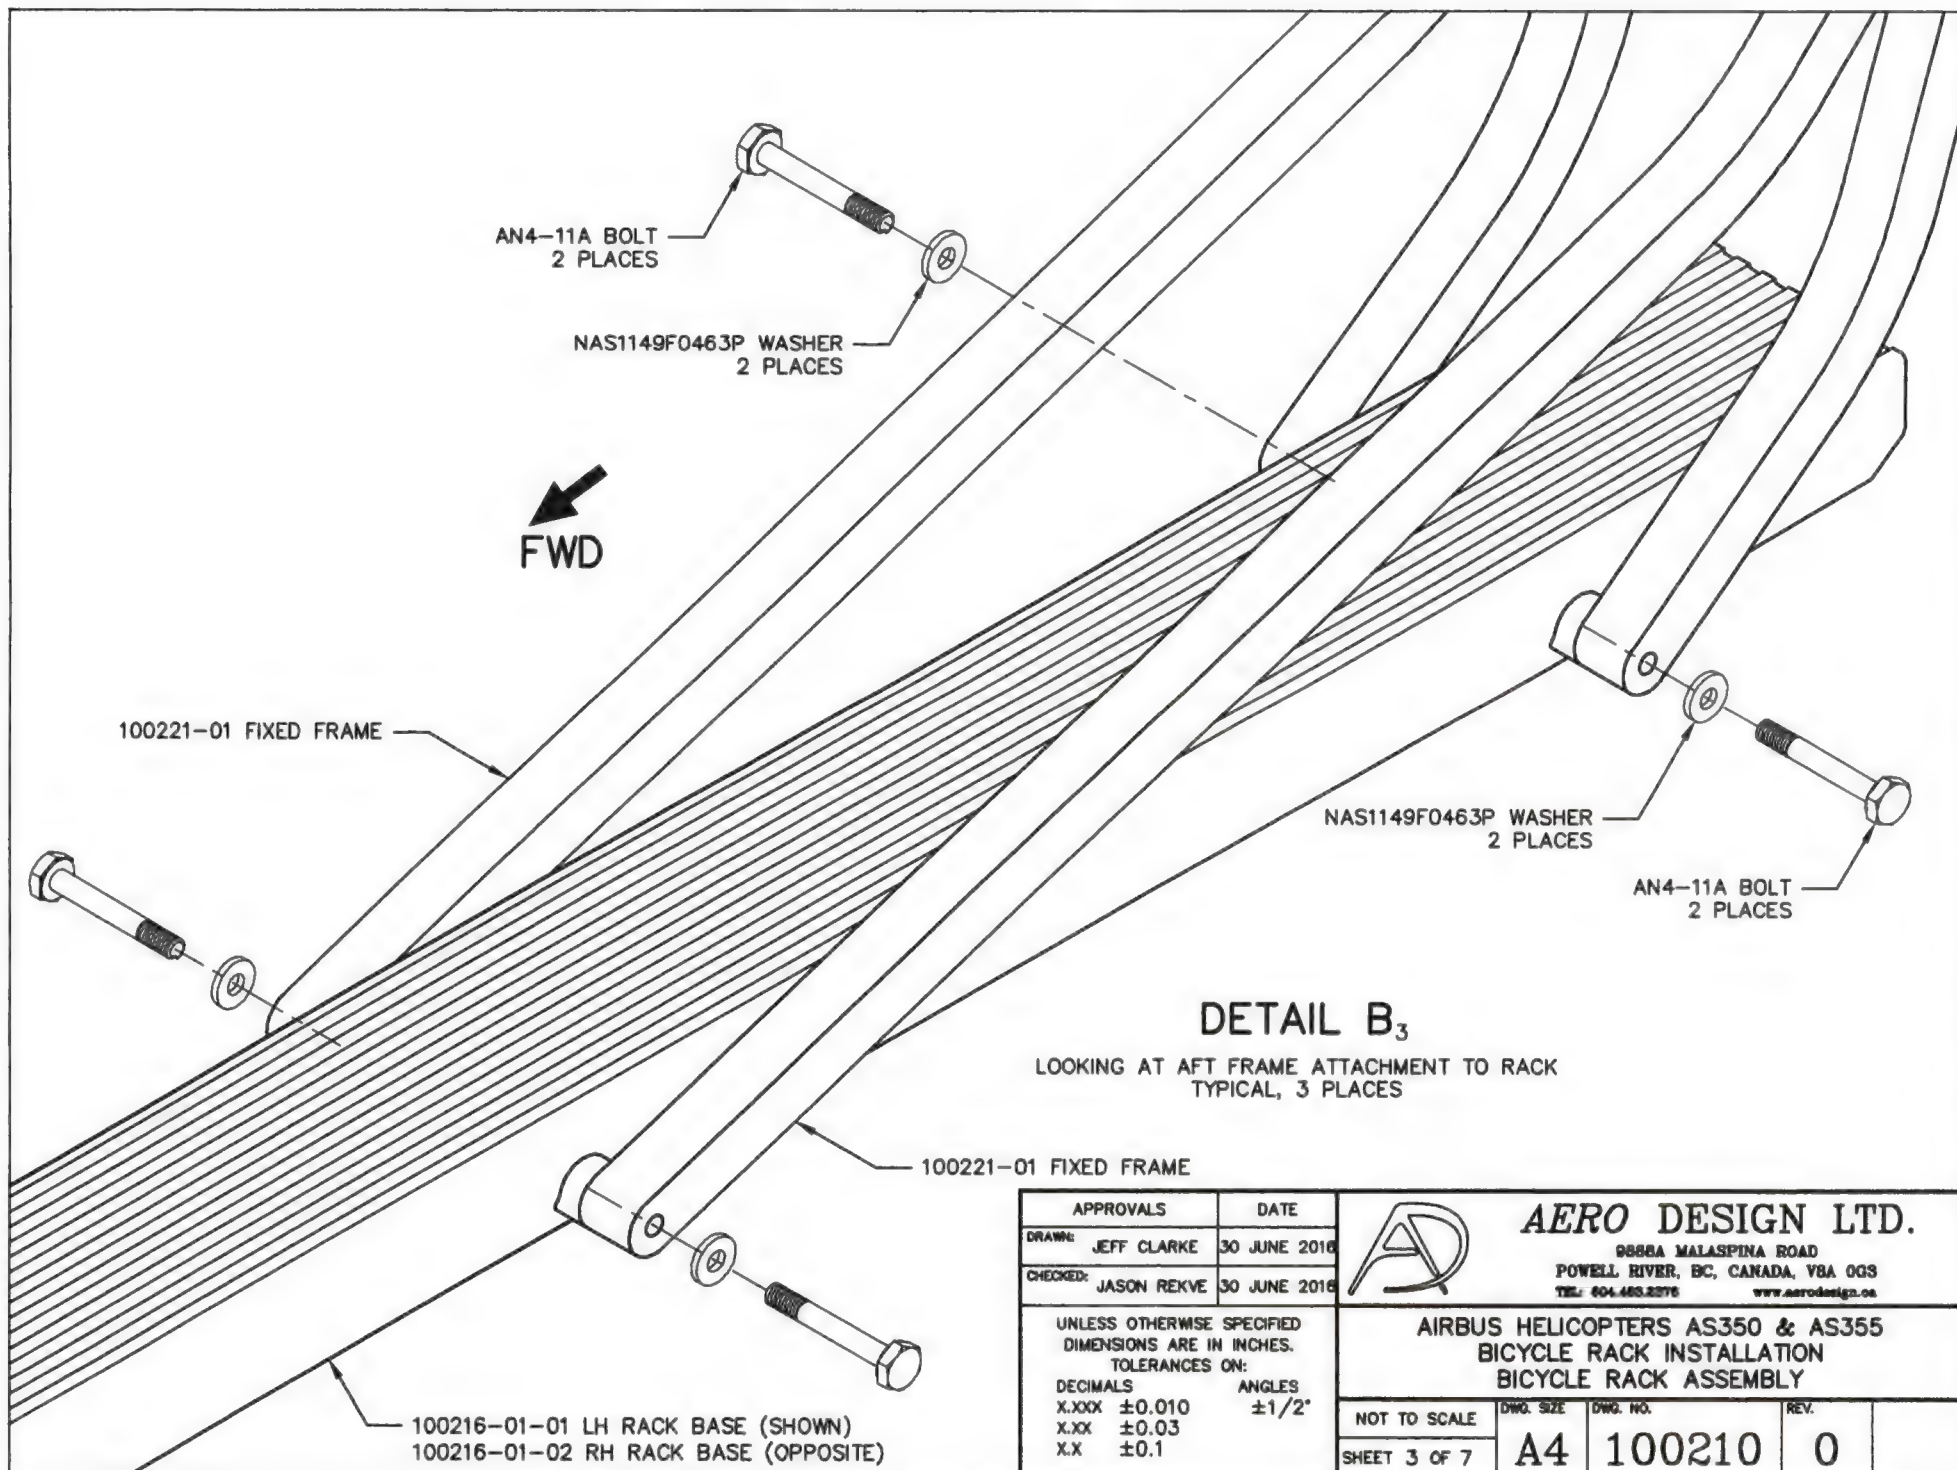 AN4-11A BOLT
2 PLACES
NAS1149F0463P WASHER
2 PLACES
FWD
100221-01 FIXED FRAME
NAS1149F0463P WASHER
2 PLACES
AN4-11A BOLT
2 PLACES
DETAIL B₃
LOOKING AT AFT FRAME ATTACHMENT TO RACK
TYPICAL, 3 PLACES
100221-01 FIXED FRAME
100216-01-01 LH RACK BASE (SHOWN)
100216-01-02 RH RACK BASE (OPPOSITE)
APPROVALS DATE
DRAWN: JEFF CLARKE 30 JUNE 2016
CHECKED: JASON REKVE 30 JUNE 2016
UNLESS OTHERWISE SPECIFIED
DIMENSIONS ARE IN INCHES.
TOLERANCES ON:
DECIMALS ANGLES
X.XXX ±0.010 ±1/2°
X.XX ±0.03
X.X ±0.1
AD
AERO DESIGN LTD.
9888A MALASPINA ROAD
POWELL RIVER, BC, CANADA, V8A 0G3
TEL: www.aerodesign.ca
AIRBUS HELICOPTERS AS350 & AS355
BICYCLE RACK INSTALLATION
BICYCLE RACK ASSEMBLY
NOT TO SCALE
SHEET 3 OF 7
DWG. SIZE
A4
DWG. NO.
100210
REV.
0